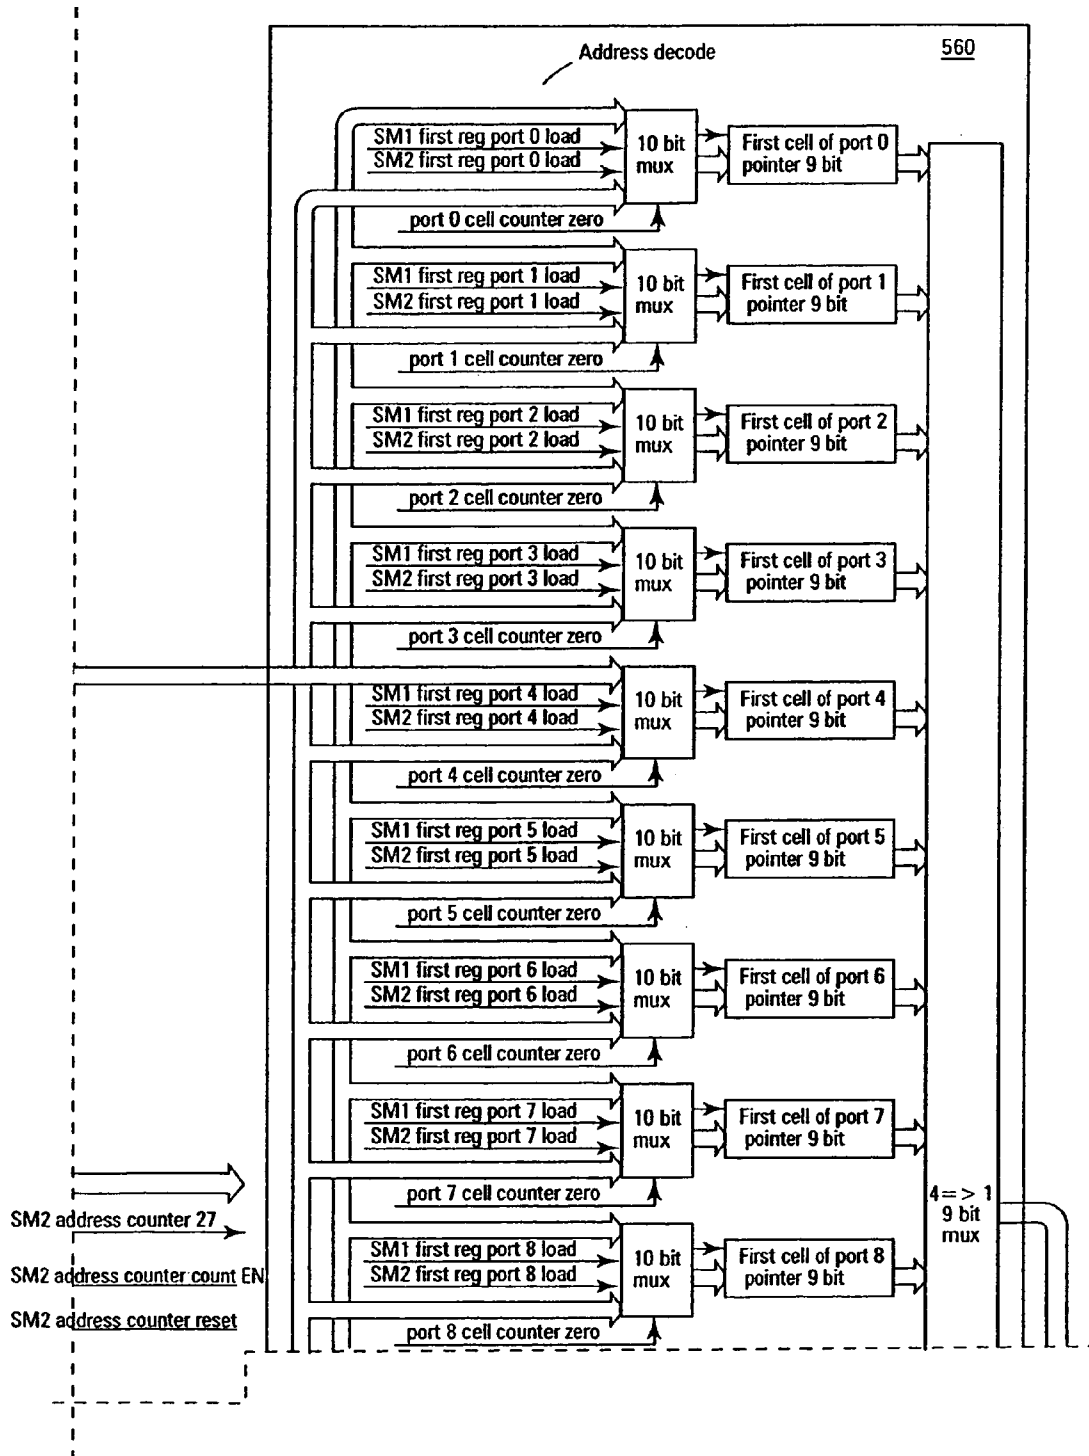 560
Address decode
SM1 first reg port 0 load
SM2 first reg port 0 load
port 0 cell counter zero
10 bit
mux
First cell of port 0
pointer 9 bit
SM1 first reg port 1 load
SM2 first reg port 1 load
port 1 cell counter zero
10 bit
mux
First cell of port 1
pointer 9 bit
SM1 first reg port 2 load
SM2 first reg port 2 load
port 2 cell counter zero
10 bit
mux
First cell of port 2
pointer 9 bit
SM1 first reg port 3 load
SM2 first reg port 3 load
port 3 cell counter zero
10 bit
mux
First cell of port 3
pointer 9 bit
SM1 first reg port 4 load
SM2 first reg port 4 load
port 4 cell counter zero
10 bit
mux
First cell of port 4
pointer 9 bit
SM1 first reg port 5 load
SM2 first reg port 5 load
port 5 cell counter zero
10 bit
mux
First cell of port 5
pointer 9 bit
SM1 first reg port 6 load
SM2 first reg port 6 load
port 6 cell counter zero
10 bit
mux
First cell of port 6
pointer 9 bit
SM1 first reg port 7 load
SM2 first reg port 7 load
port 7 cell counter zero
10 bit
mux
First cell of port 7
pointer 9 bit
SM1 first reg port 8 load
SM2 first reg port 8 load
port 8 cell counter zero
10 bit
mux
First cell of port 8
pointer 9 bit
4=> 1
9 bit
mux
SM2 address counter 27
SM2 address counter count EN
SM2 address counter reset